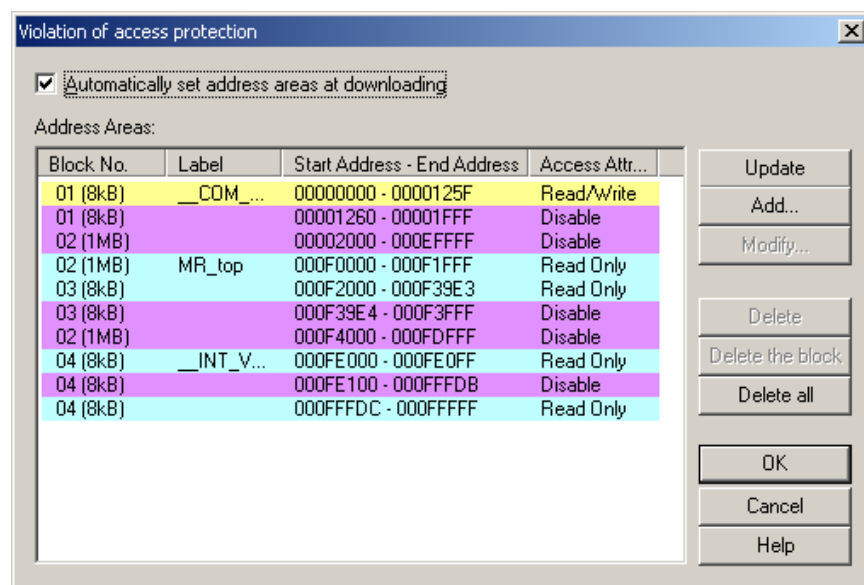 Violation of access protection
Automatically set address areas at downloading
Address Areas:
Block No. Label Start Address - End Address Access Attr...
01 (8kB) __COM_... 00000000 - 0000125F Read/Write
01 (8kB) 00001260 - 00001FFF Disable
02 (1MB) 00002000 - 000EFFFF Disable
02 (1MB) MR_top 000F0000 - 000F1FFF Read Only
03 (8kB) 000F2000 - 000F39E3 Read Only
03 (8kB) 000F39E4 - 000F3FFF Disable
02 (1MB) 000F4000 - 000FDFFF Disable
04 (8kB) __INT_V... 000FE000 - 000FE0FF Read Only
04 (8kB) 000FE100 - 000FFFDB Disable
04 (8kB) 000FFFDC - 000FFFFF Read Only
Update
Add...
Modify...
Delete
Delete the block
Delete all
OK
Cancel
Help